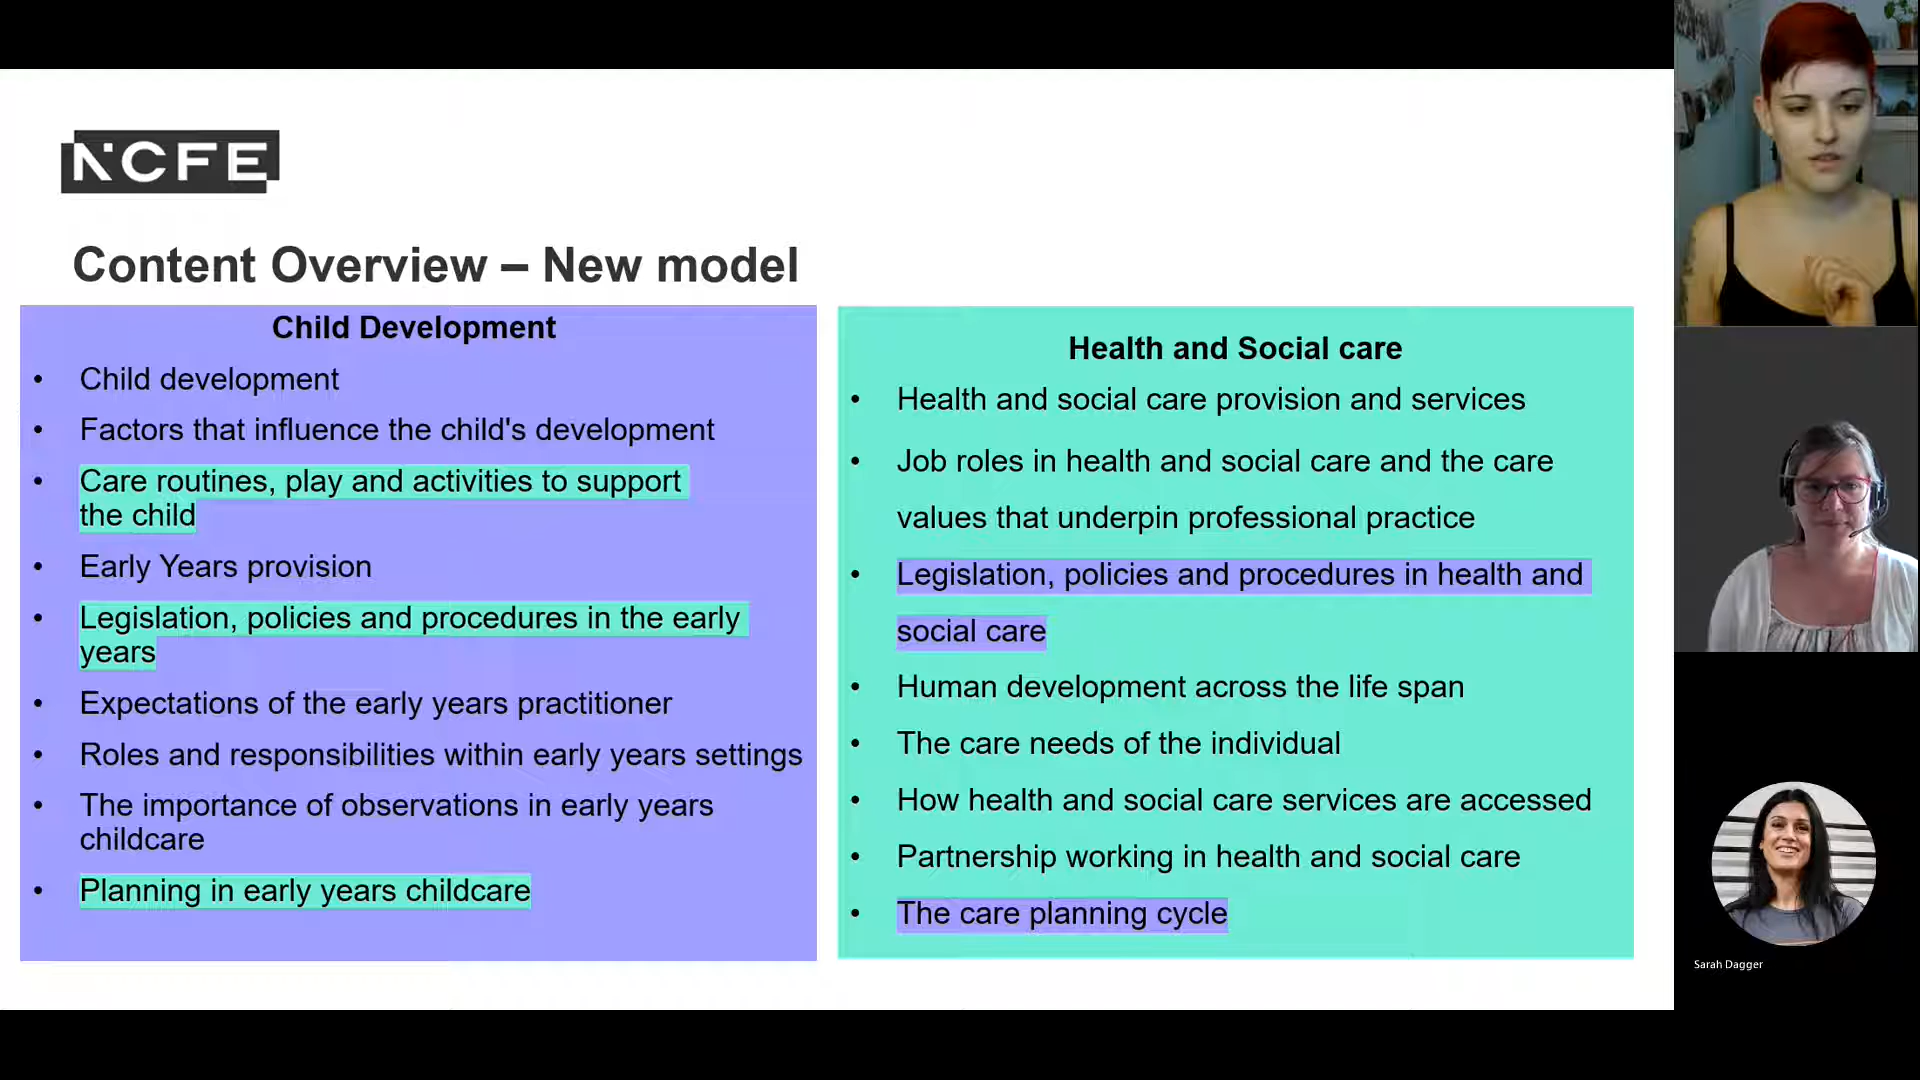 NCFE
Content Overview – New model
Child Development
• Child development
• Factors that influence the child's development
• Care routines, play and activities to support
the child
• Early Years provision
• Legislation, policies and procedures in the early
years
• Expectations of the early years practitioner
• Roles and responsibilities within early years settings
• The importance of observations in early years
childcare
• Planning in early years childcare
Health and Social care
• Health and social care provision and services
• Job roles in health and social care and the care
values that underpin professional practice
• Legislation, policies and procedures in health and
social care
• Human development across the life span
• The care needs of the individual
• How health and social care services are accessed
• Partnership working in health and social care
• The care planning cycle
Sarah Dagger